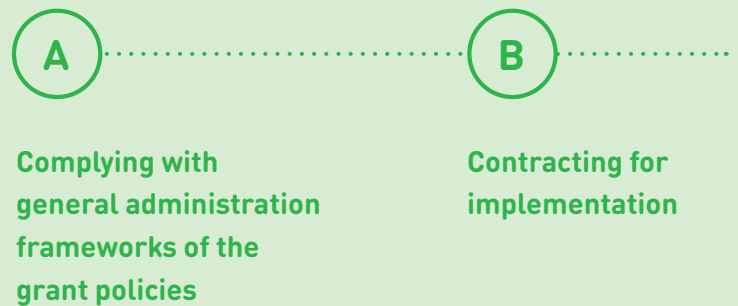 A
B
Complying with
general administration
frameworks of the
grant policies
Contracting for
implementation